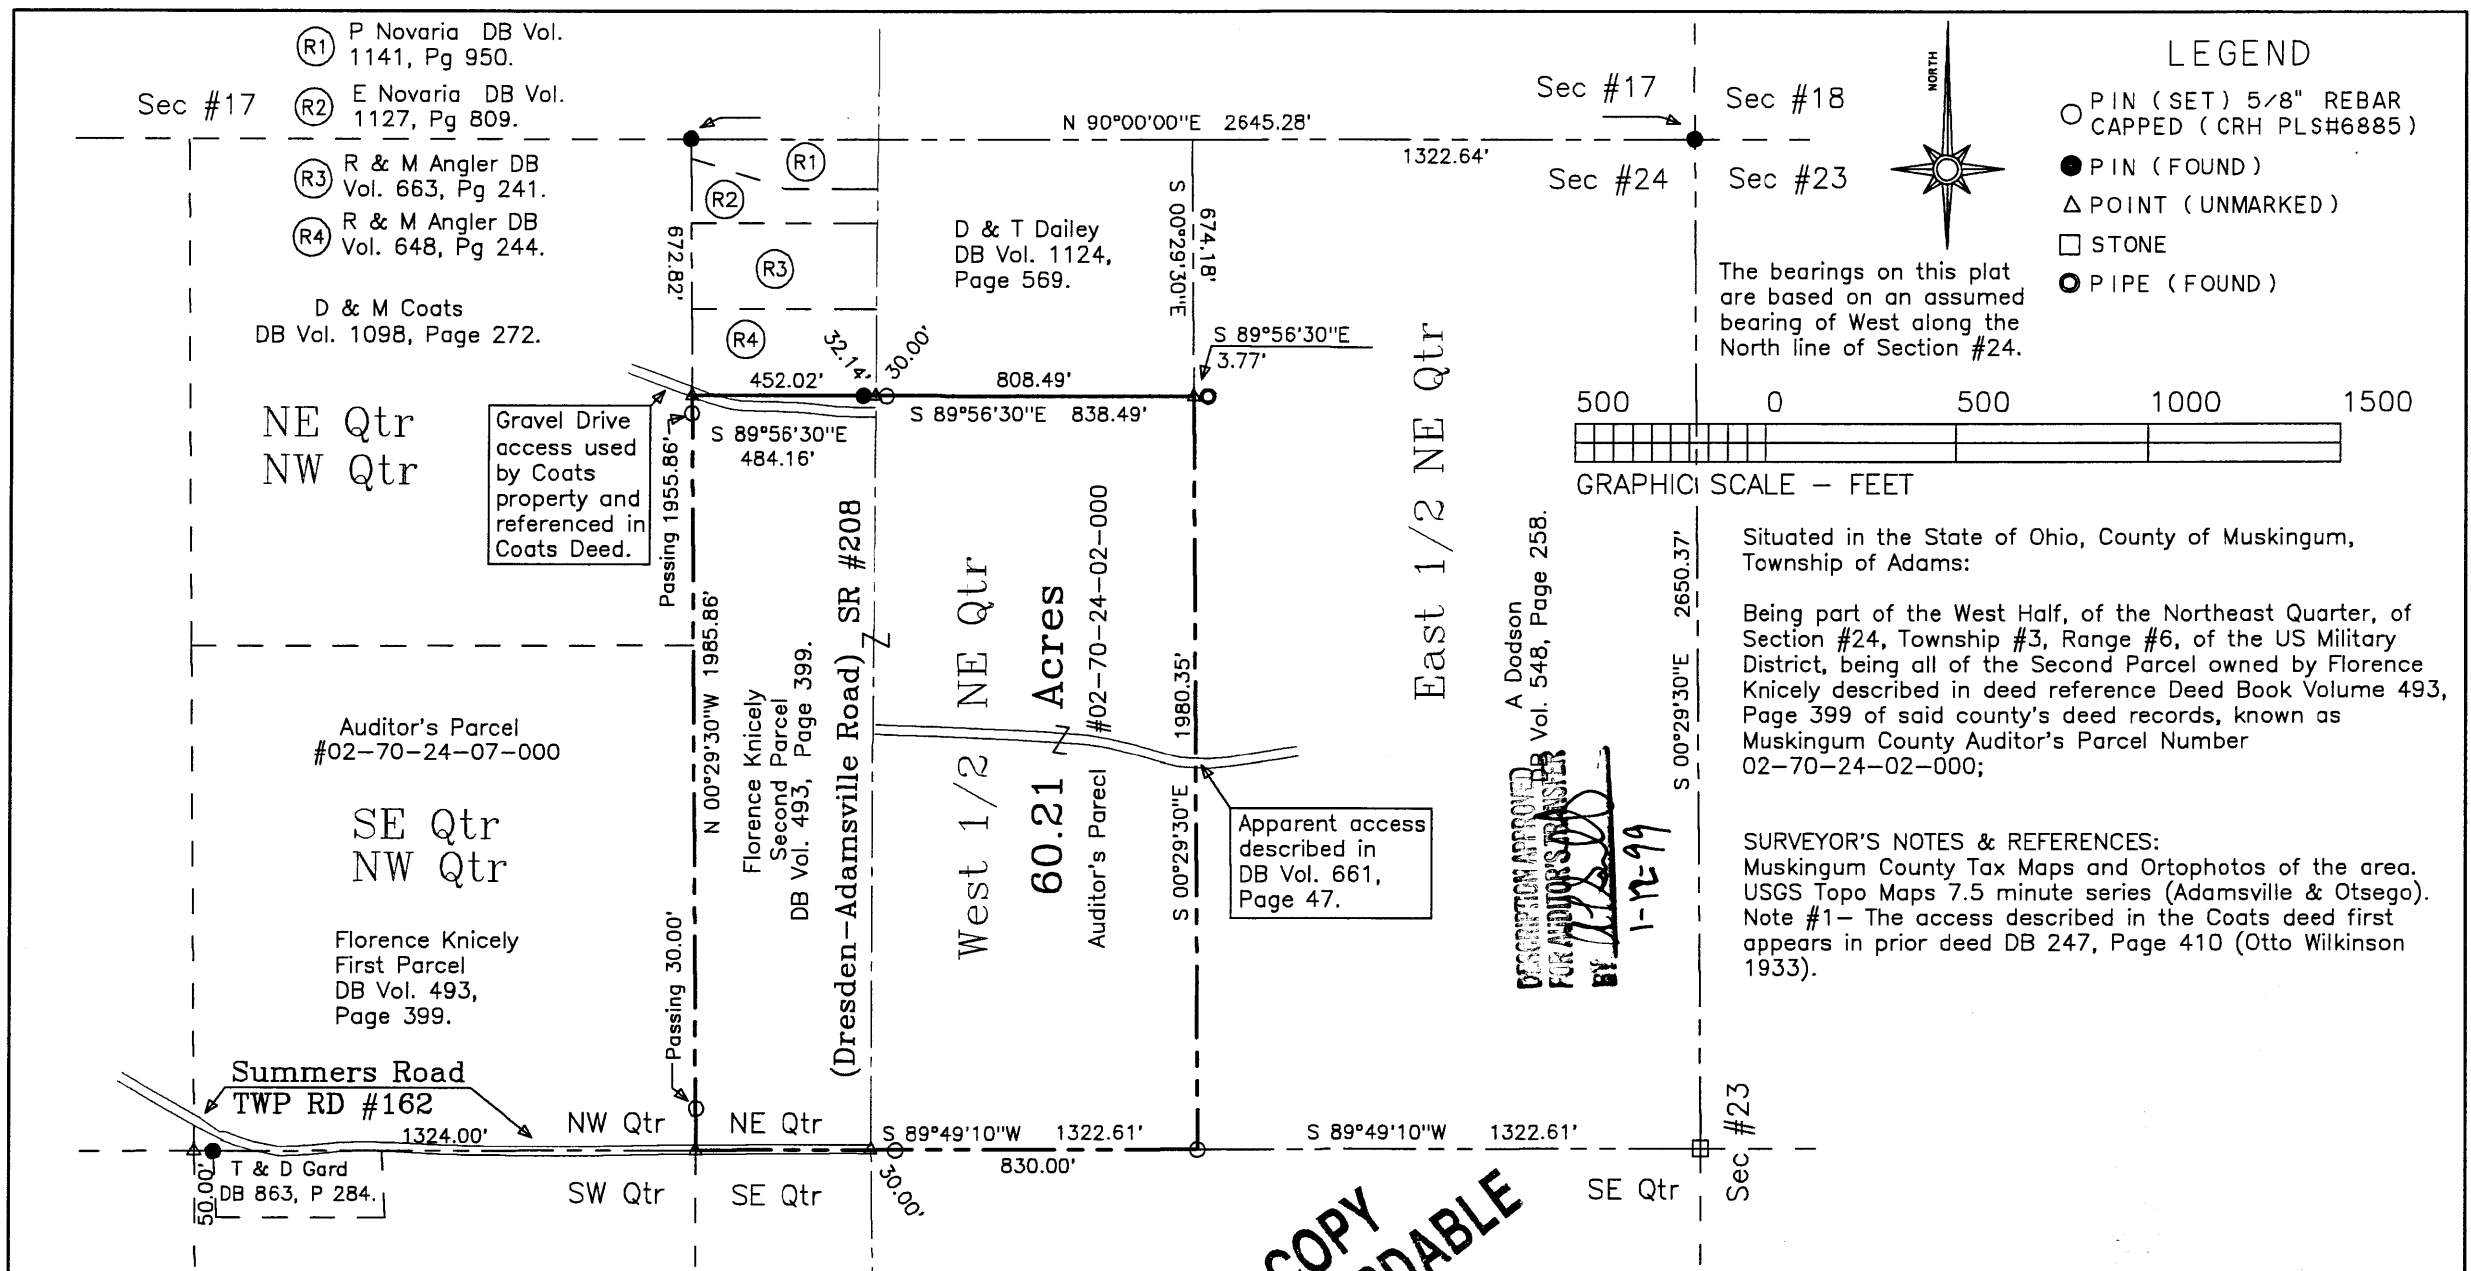 R1 P Novaria DB Vol.
1141, Pg 950.
Sec #17
R2 E Novaria DB Vol.
1127, Pg 809.
R3 R & M Angler DB
Vol. 663, Pg 241.
R4 R & M Angler DB
Vol. 648, Pg 244.
D & M Coats
DB Vol. 1098, Page 272.
NE Qtr
NW Qtr
Gravel Drive
access used
by Coats
property and
referenced in
Coats Deed.
N 90°00'00"E 2645.28'
1322.64'
Sec #17
Sec #18
Sec #24
Sec #23
R1
R2
R3
R4
672.82'
D & T Dailey
DB Vol. 1124,
Page 569.
S 00°29'30"E
674.18'
S 89°56'30"E
3.77'
32.14'
30.00'
452.02'
808.49'
S 89°56'30"E 838.49'
S 89°56'30"E
484.16'
Passing 1955.86'
N 00°29'30"W 1985.86'
Florence Knicely
Second Parcel
DB Vol. 493, Page 399.
(Dresden-Adamsville Road) SR #208
West 1/2 NE Qtr
60.21 Acres
Auditor's Parecl #02-70-24-02-000
S 00°29'30"E 1980.35'
East 1/2 NE Qtr
A Dodson
DB Vol. 548, Page 258.
S 00°29'30"E 2650.37'
Apparent access
described in
DB Vol. 661,
Page 47.
DESCRIPTION APPROVED
FOR AUDITOR'S TRANSFER
BY
1-12-99
Auditor's Parcel
#02-70-24-07-000
SE Qtr
NW Qtr
Florence Knicely
First Parcel
DB Vol. 493,
Page 399.
Passing 30.00'
Summers Road
TWP RD #162
1324.00'
NW Qtr
NE Qtr
S 89°49'10"W 1322.61'
830.00'
30.00'
S 89°49'10"W 1322.61'
50.00'
T & D Gard
DB 863, P 284.
SW Qtr
SE Qtr
SE Qtr
Sec #23
COPY
NORTH
LEGEND
PIN (SET) 5/8" REBAR
CAPPED (CRH PLS#6885)
PIN (FOUND)
POINT (UNMARKED)
STONE
PIPE (FOUND)
The bearings on this plat
are based on an assumed
bearing of West along the
North line of Section #24.
500 0 500 1000 1500
GRAPHIC SCALE - FEET
Situated in the State of Ohio, County of Muskingum,
Township of Adams:
Being part of the West Half, of the Northeast Quarter, of
Section #24, Township #3, Range #6, of the US Military
District, being all of the Second Parcel owned by Florence
Knicely described in deed reference Deed Book Volume 493,
Page 399 of said county's deed records, known as
Muskingum County Auditor's Parcel Number
02-70-24-02-000;
SURVEYOR'S NOTES & REFERENCES:
Muskingum County Tax Maps and Ortophotos of the area.
USGS Topo Maps 7.5 minute series (Adamsville & Otsego).
Note #1- The access described in the Coats deed first
appears in prior deed DB 247, Page 410 (Otto Wilkinson
1933).